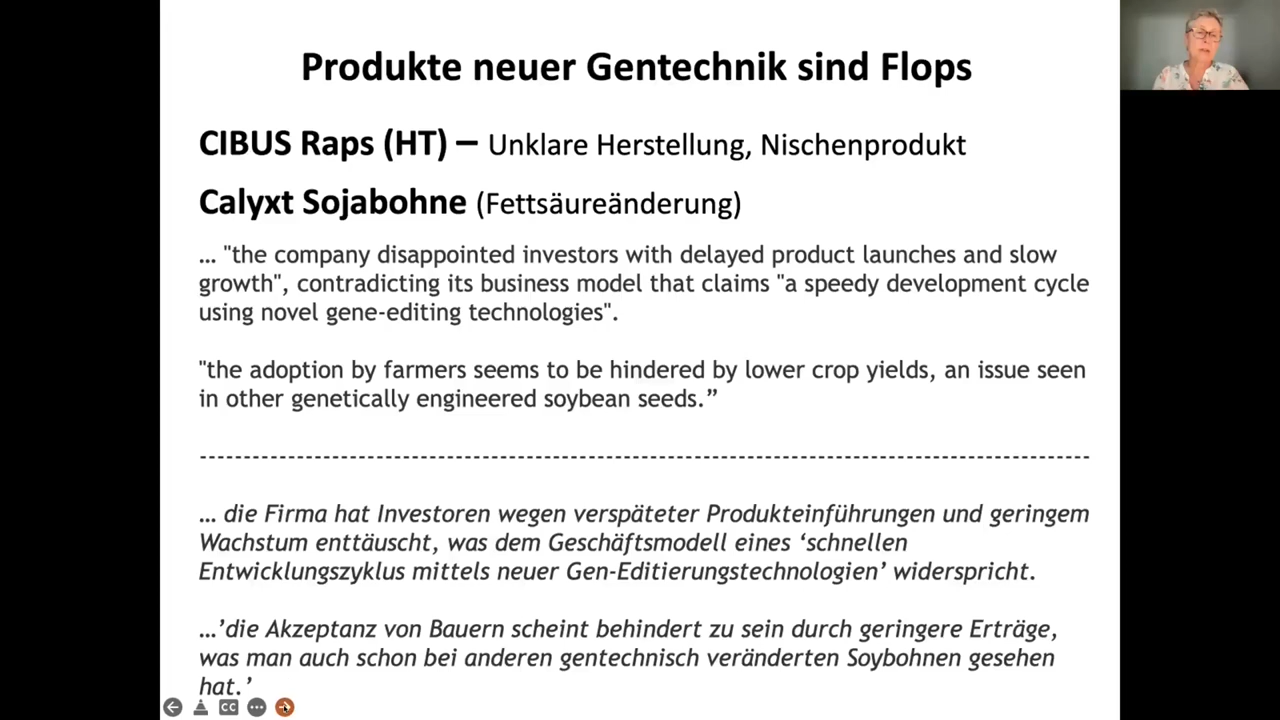 Produkte neuer Gentechnik sind Flops
CIBUS Raps (HT) – Unklare Herstellung, Nischenprodukt
Calyxt Sojabohne (Fettsäureänderung)
... "the company disappointed investors with delayed product launches and slow
growth", contradicting its business model that claims "a speedy development cycle
using novel gene-editing technologies".
"the adoption by farmers seems to be hindered by lower crop yields, an issue seen
in other genetically engineered soybean seeds.”
--------------------------------------------------------------------------------------------------
... die Firma hat Investoren wegen verspäteter Produkteinführungen und geringem
Wachstum enttäuscht, was dem Geschäftsmodell eines ‘schnellen
Entwicklungszyklus mittels neuer Gen-Editierungstechnologien’ widerspricht.
...’die Akzeptanz von Bauern scheint behindert zu sein durch geringere Erträge,
was man auch schon bei anderen gentechnisch veränderten Soybohnen gesehen
hat.’
CC